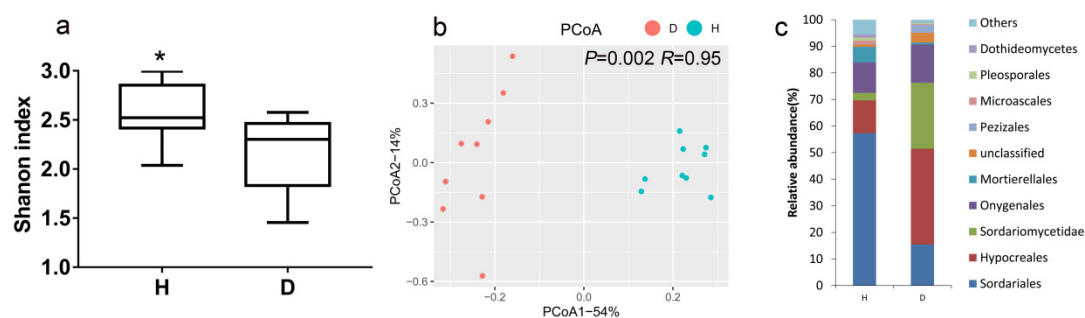 a
*
Shanon index
3.0
2.5
2.0
1.5
1.0
H
D
b
PCoA
D
H
P=0.002 R=0.95
PCoA2−14%
0.3
0.0
−0.3
−0.6
−0.2
0.0
0.2
PCoA1−54%
c
Relative abundance(%)
100
90
80
70
60
50
40
30
20
10
0
H
D
Others
Dothideomycetes
Pleosporales
Microascales
Pezizales
unclassified
Mortierellales
Onygenales
Sordariomycetidae
Hypocreales
Sordariales